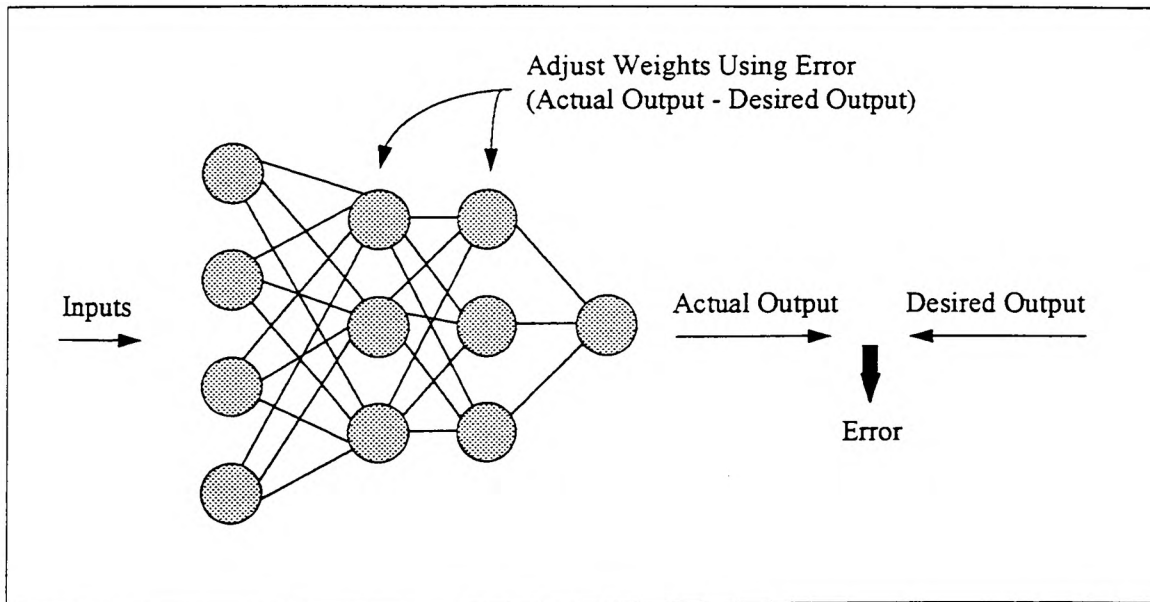 Adjust Weights Using Error
(Actual Output - Desired Output)
Inputs
Actual Output
Desired Output
Error